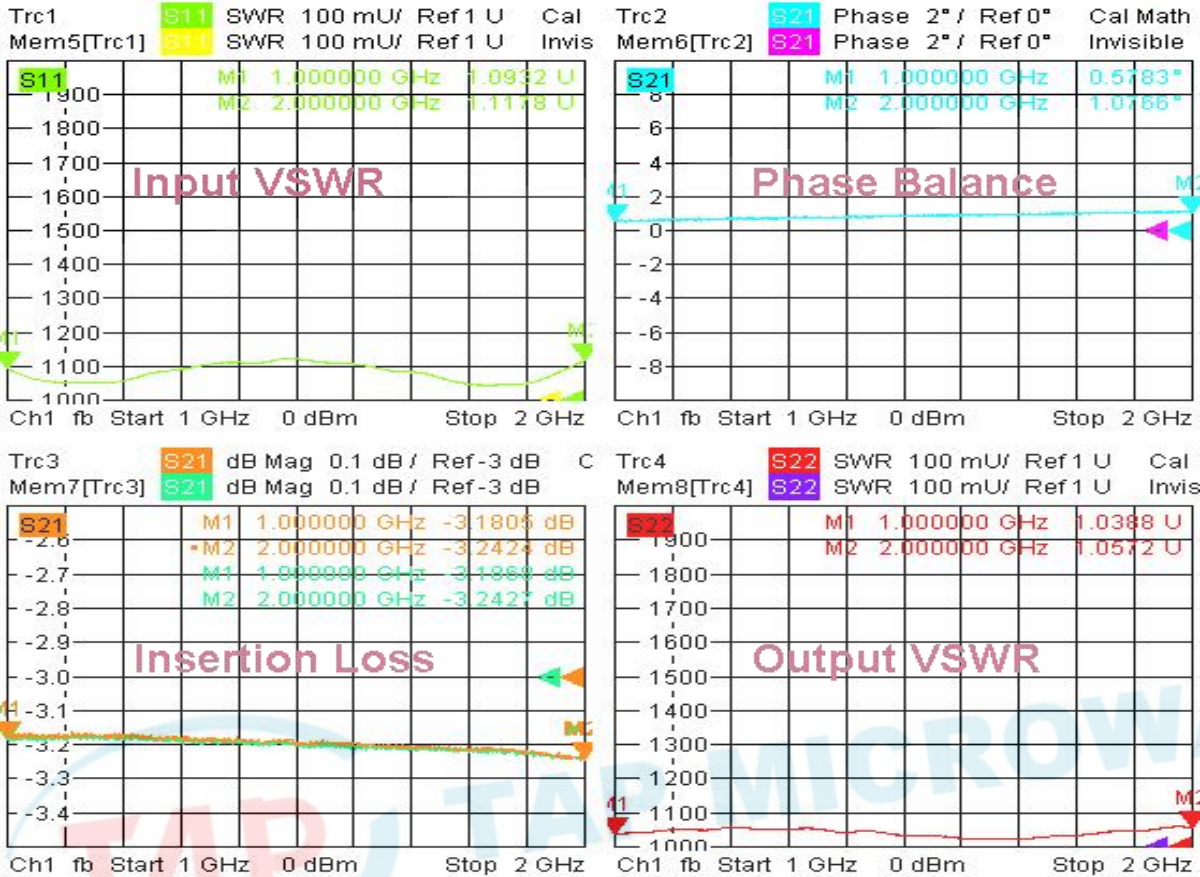 Trc1 S11 SWR 100 mU/ Ref 1 U Cal
Mem5[Trc1] S11 SWR 100 mU/ Ref 1 U Invis
S11
M1 1.000000 GHz 1.0932 U
M2 2.000000 GHz 1.1178 U
1900
1800
1700
1600
1500
1400
1300
1200
1100
1000
Input VSWR
M1
Ch1 fb Start 1 GHz 0 dBm Stop 2 GHz
Trc2 S21 Phase 2°/ Ref 0° Cal Math
Mem6[Trc2] S21 Phase 2°/ Ref 0° Invisible
S21
M1 1.000000 GHz 0.5783°
M2 2.000000 GHz 1.0766°
8
6
4
2
0
-2
-4
-6
-8
Phase Balance
Ch1 fb Start 1 GHz 0 dBm Stop 2 GHz
Trc3 S21 dB Mag 0.1 dB / Ref -3 dB C
Mem7[Trc3] S21 dB Mag 0.1 dB / Ref -3 dB
S21
M1 1.000000 GHz -3.1805 dB
•M2 2.000000 GHz -3.2424 dB
M1 1.000000 GHz -3.1868 dB
M2 2.000000 GHz -3.2427 dB
-2.6
-2.7
-2.8
-2.9
-3.0
-3.1
-3.2
-3.3
-3.4
Insertion Loss
Ch1 fb Start 1 GHz 0 dBm Stop 2 GHz
Trc4 S22 SWR 100 mU/ Ref 1 U Cal
Mem8[Trc4] S22 SWR 100 mU/ Ref 1 U Invis
S22
M1 1.000000 GHz 1.0388 U
M2 2.000000 GHz 1.0572 U
1900
1800
1700
1600
1500
1400
1300
1200
1100
1000
Output VSWR
M2
Ch1 fb Start 1 GHz 0 dBm Stop 2 GHz
TAP
TAP MICROWA